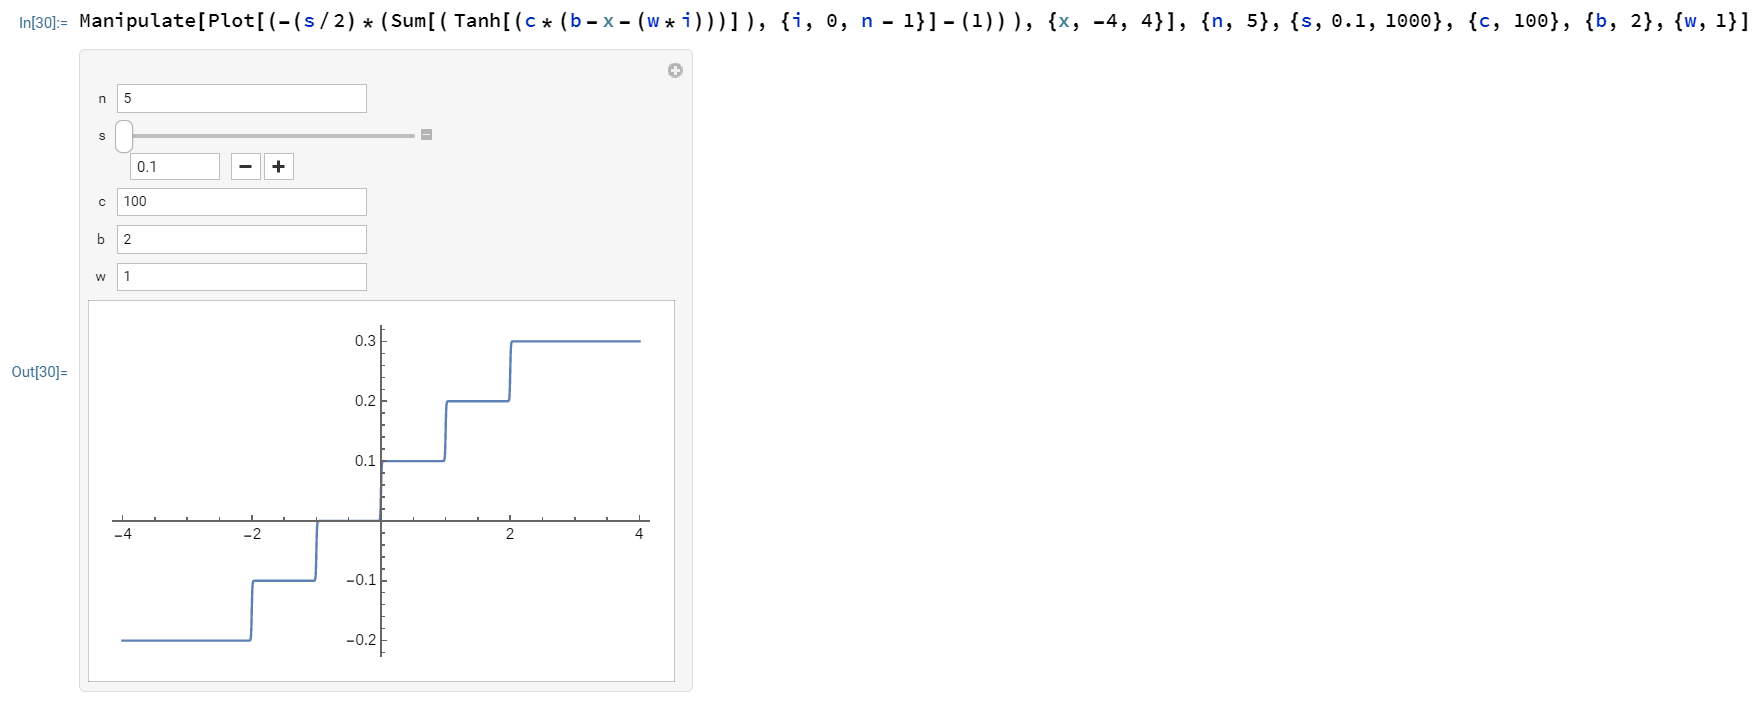 In[30]:= Manipulate[Plot[(-(s/2)*(Sum[(Tanh[(c*(b-x-(w*i)))]), {i, 0, n - 1}]-(1))), {x, -4, 4}], {n, 5}, {s, 0.1, 1000}, {c, 100}, {b, 2}, {w, 1}]
n 5
s
0.1 − +
c 100
b 2
w 1
Out[30]=
0.3
0.2
0.1
−4 −2 2 4
−0.1
−0.2